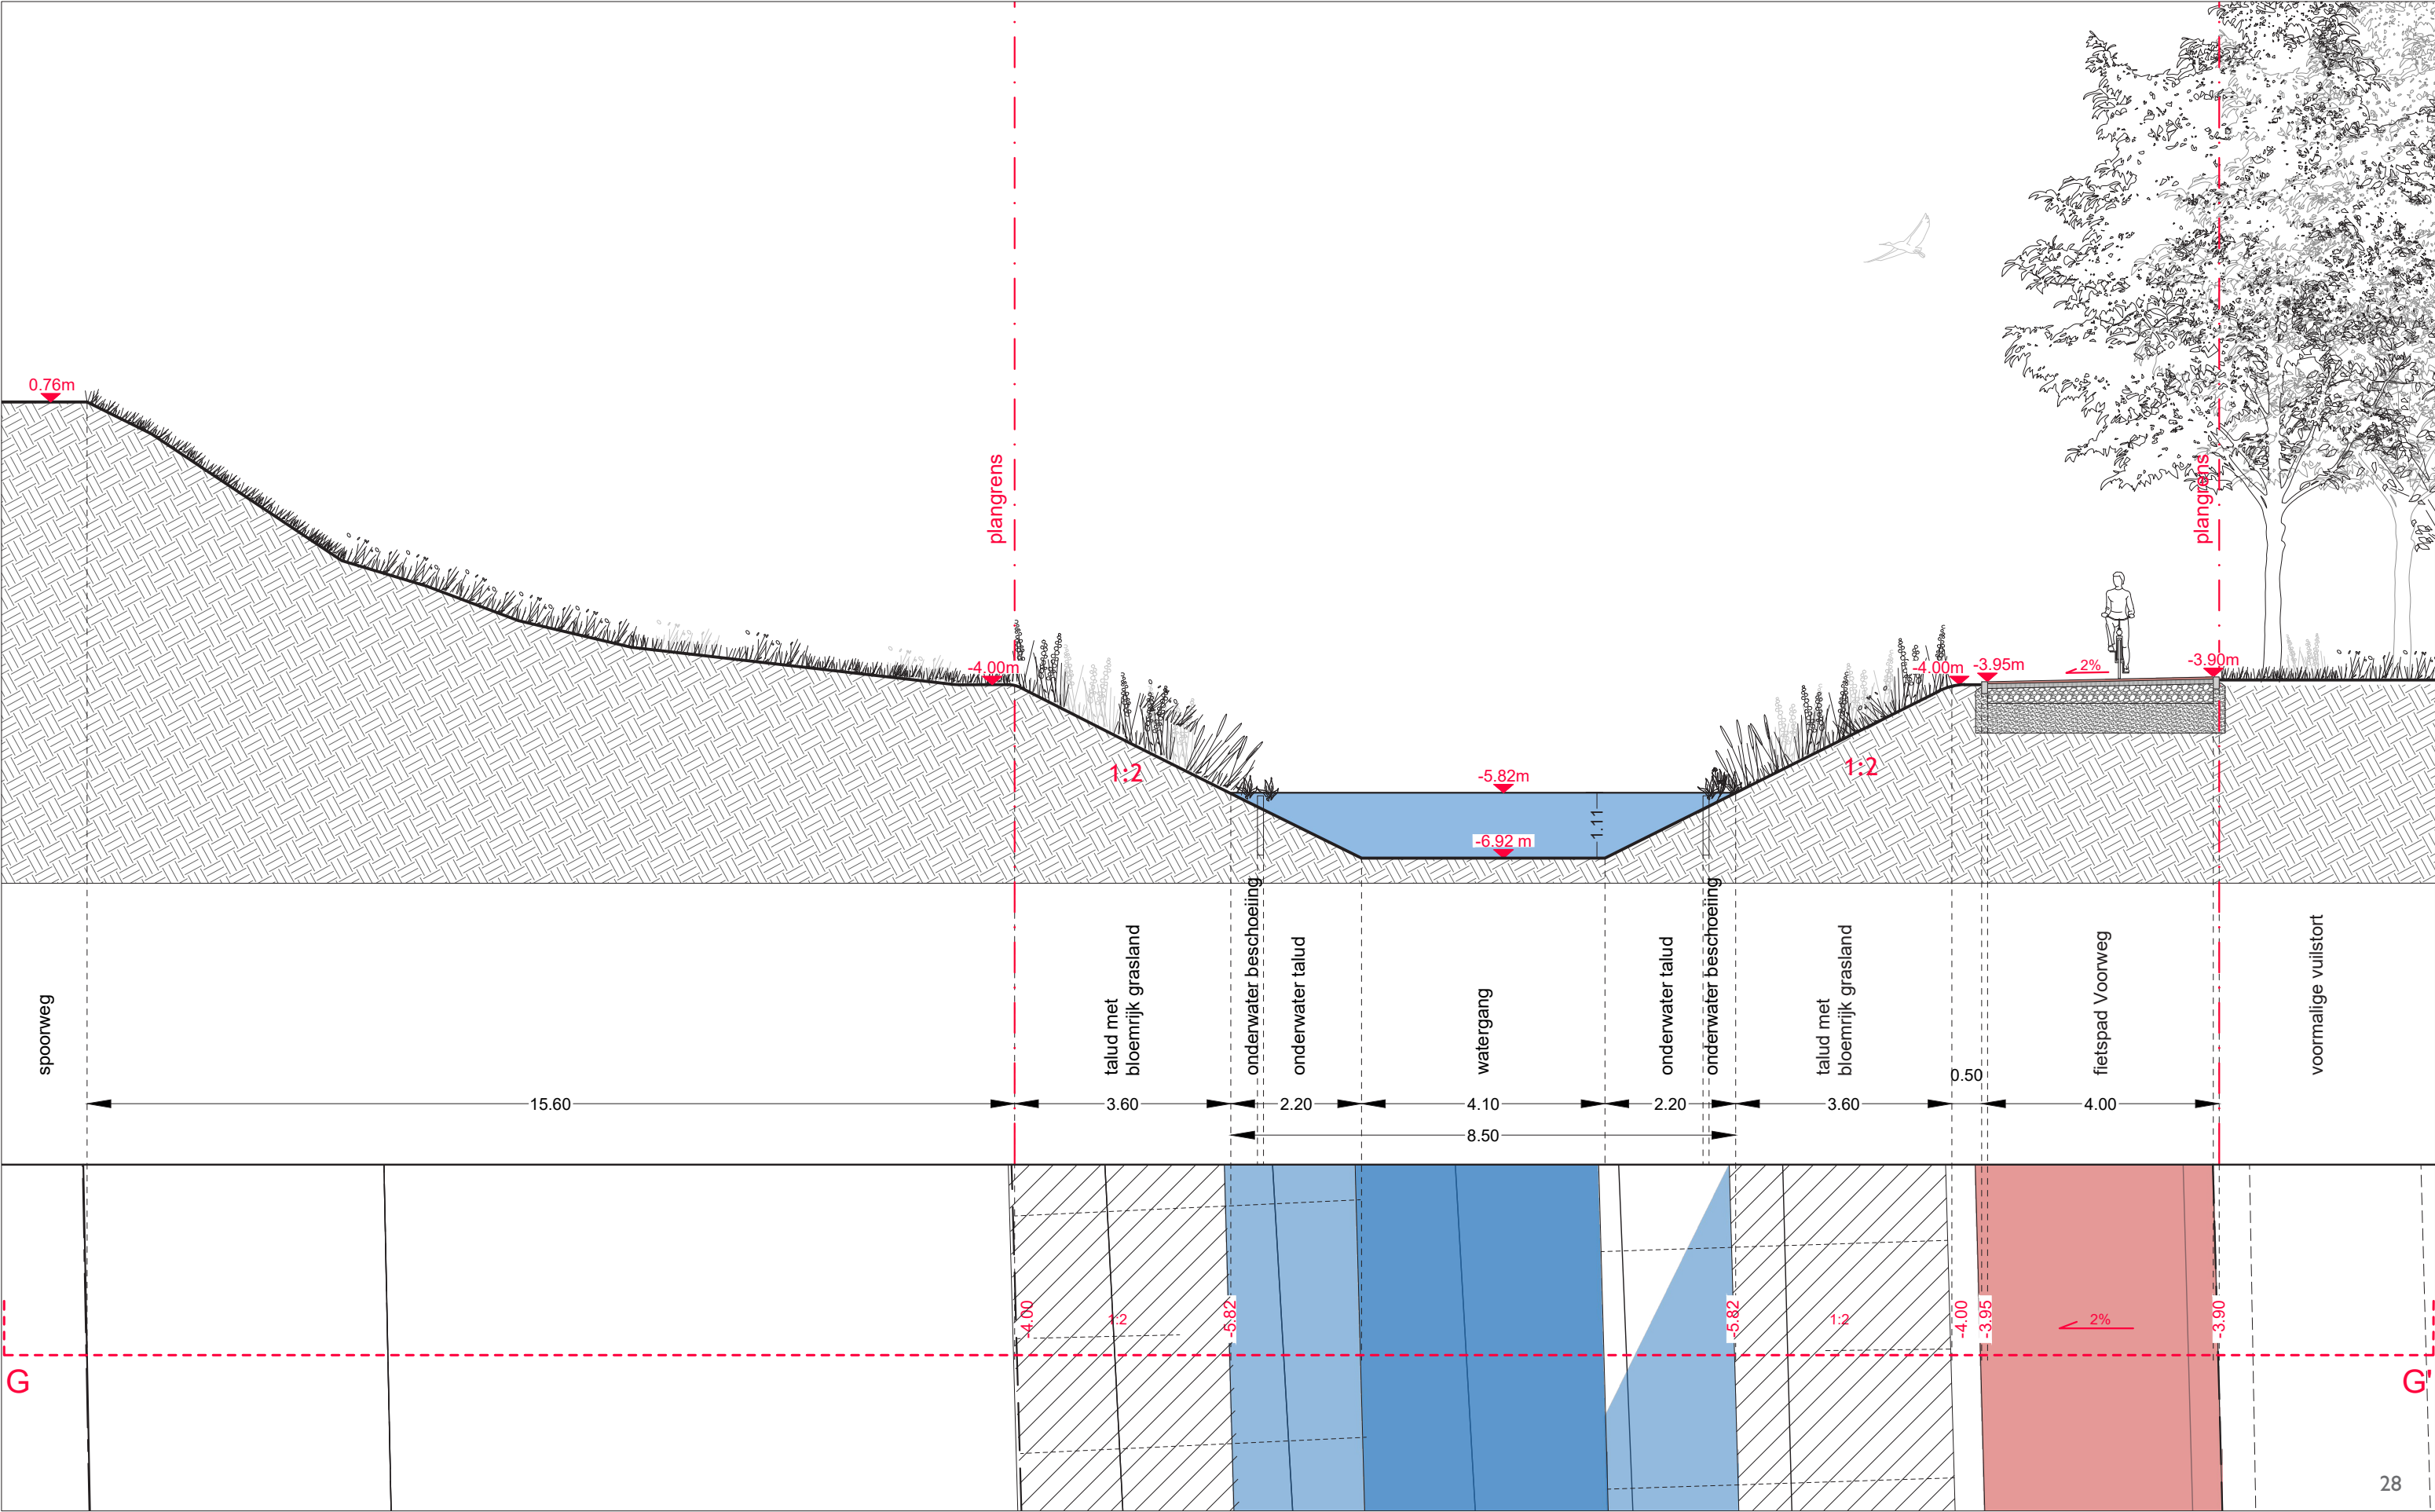 0.76m
plangrens
plangrens
-4.00m
-4.00m
-3.95m
2%
-3.90m
1:2
1:2
-5.82m
1.11
-6.92 m
spoorweg
talud met
bloemrijk grasland
onderwater beschoeiing
onderwater talud
watergang
onderwater talud
onderwater beschoeiing
talud met
bloemrijk grasland
fietspad Voorweg
voormalige vuilstort
0.50
15.60
3.60
2.20
4.10
2.20
3.60
4.00
8.50
-4.00
1:2
-5.82
-5.82
1:2
-4.00
-3.95
2%
-3.90
G
G'
28